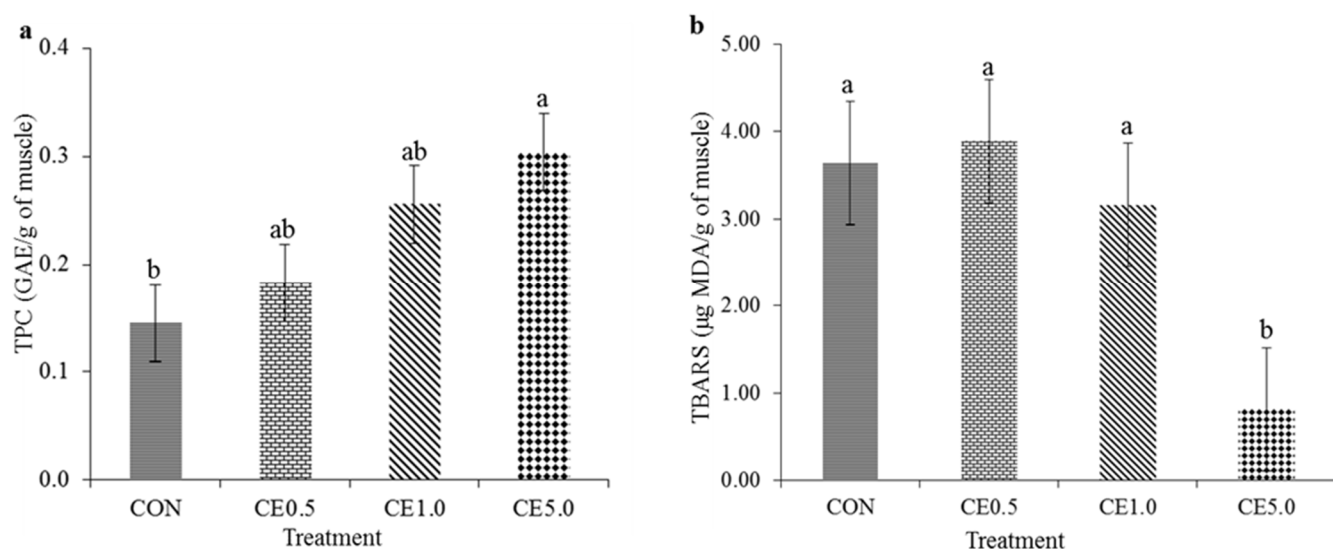 a
0.4
0.3
0.2
0.1
0.0
TPC (GAE/g of muscle)
b
ab
ab
a
CON CE0.5 CE1.0 CE5.0
Treatment
b
5.00
4.00
3.00
2.00
1.00
0.00
TBARS (µg MDA/g of muscle)
a
a
a
b
CON CE0.5 CE1.0 CE5.0
Treatment